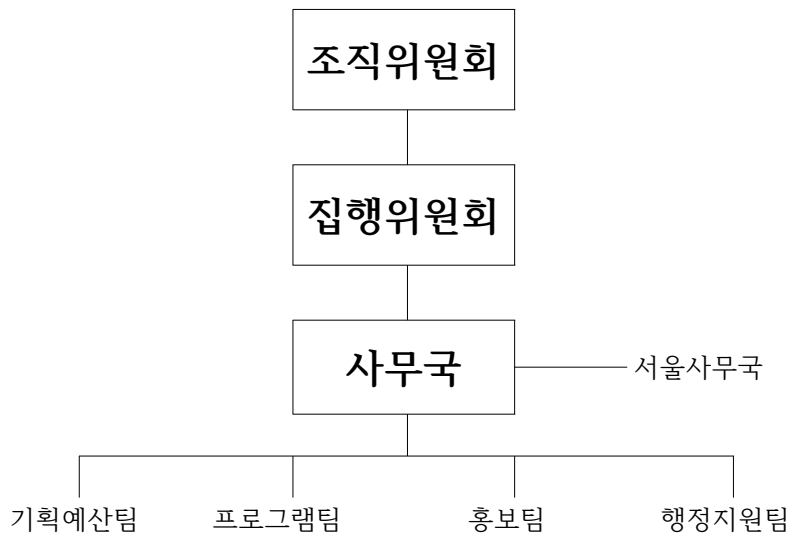 조직위원회
집행위원회
사무국
서울사무국
기획예산팀
프로그램팀
홍보팀
행정지원팀